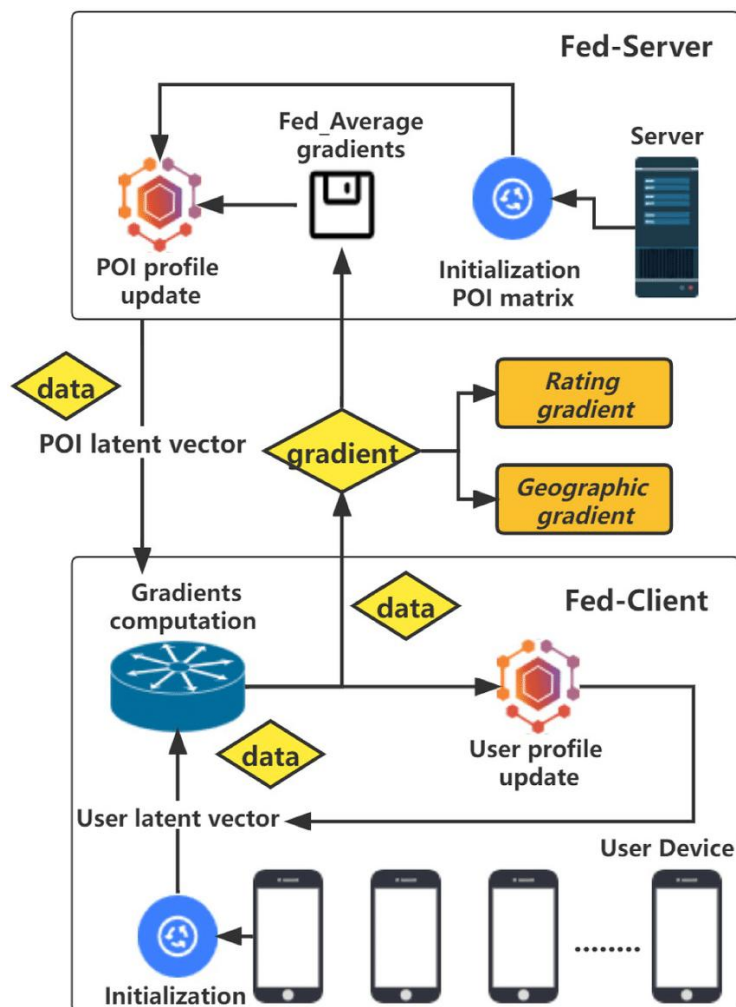 Fed-Server
Fed_Average
gradients
Server
POI profile
update
Initialization
POI matrix
data
POI latent vector
gradient
Rating
gradient
Geographic
gradient
Gradients
computation
data
Fed-Client
data
User profile
update
User latent vector
User Device
........
Initialization